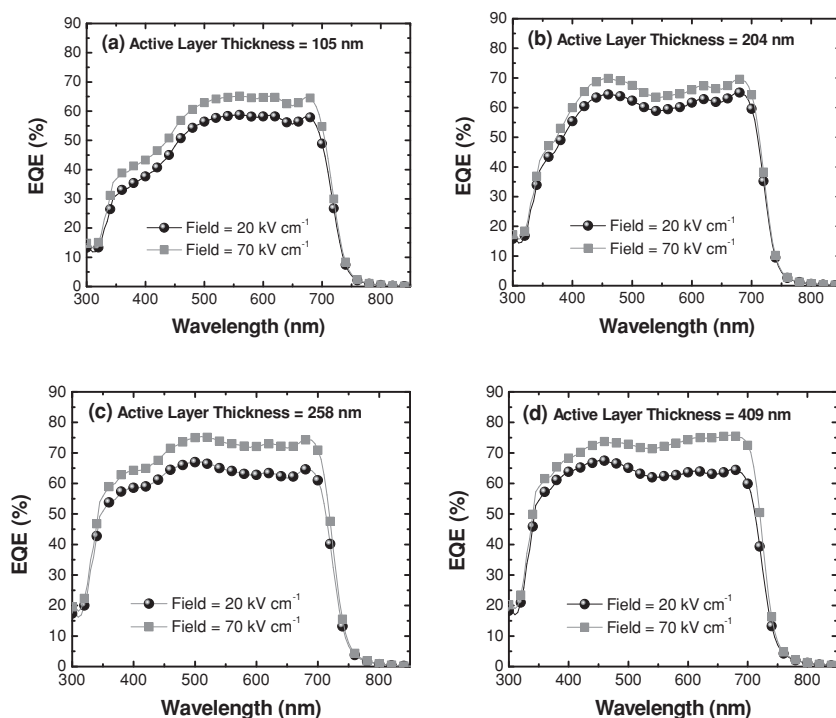 (a) Active Layer Thickness = 105 nm
EQE (%)
90
80
70
60
50
40
30
20
10
0
Field = 20 kV cm⁻¹
Field = 70 kV cm⁻¹
300 400 500 600 700 800
Wavelength (nm)
(b) Active Layer Thickness = 204 nm
EQE (%)
90
80
70
60
50
40
30
20
10
0
Field = 20 kV cm⁻¹
Field = 70 kV cm⁻¹
300 400 500 600 700 800
Wavelength (nm)
(c) Active Layer Thickness = 258 nm
EQE (%)
90
80
70
60
50
40
30
20
10
0
Field = 20 kV cm⁻¹
Field = 70 kV cm⁻¹
300 400 500 600 700 800
Wavelength (nm)
(d) Active Layer Thickness = 409 nm
EQE (%)
90
80
70
60
50
40
30
20
10
0
Field = 20 kV cm⁻¹
Field = 70 kV cm⁻¹
300 400 500 600 700 800
Wavelength (nm)